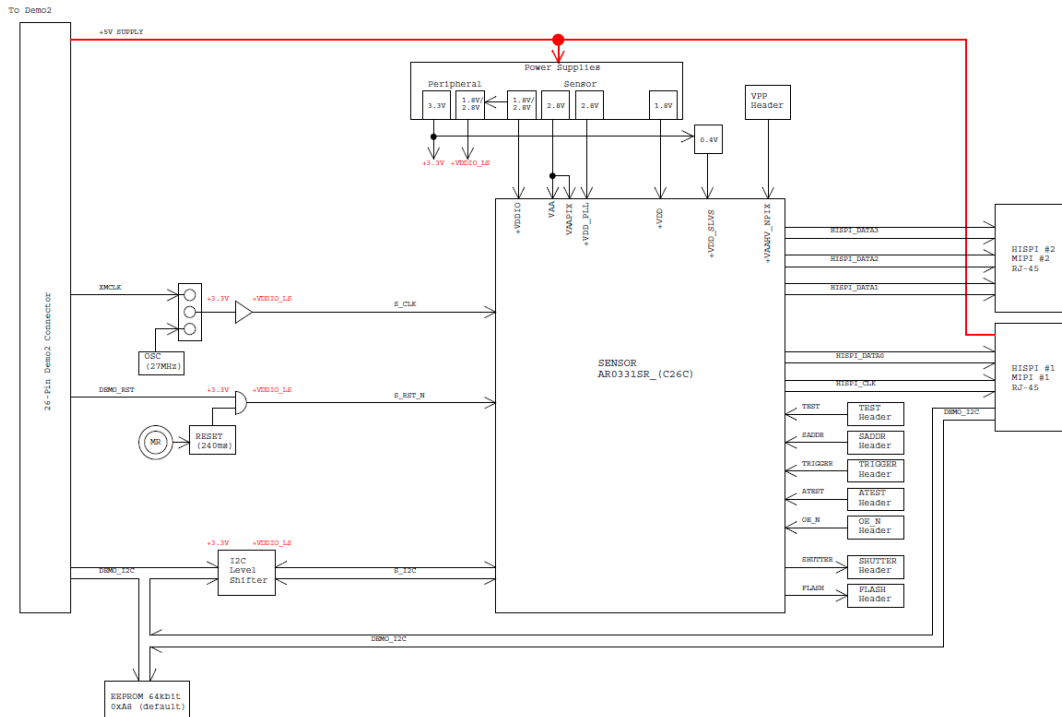 To Demo2
+5V SUPPLY
Power Supplies
Peripheral
Sensor
3.3V
1.8V/
2.8V
1.8V/
2.8V
2.8V
2.8V
1.8V
VPP
Header
0.4V
+3.3V
+VDDIO_LS
+VDDIO
VAA
VAAPIX
+VDD_PLL
+VDD
+VDD_SLVS
+VAAHV_NPIX
HISPI_DATA3
HISPI_DATA2
HISPI_DATA1
HISPI #2
MIPI #2
RJ-45
26-Pin Demo2 Connector
XMCLK
+3.3V
+VDDIO_LS
S_CLK
OSC
(27MHz)
SENSOR
AR0331SR_(C26C)
HISPI_DATA0
HISPI_CLK
HISPI #1
MIPI #1
RJ-45
DEMO_RST
+3.3V
+VDDIO_LS
S_RST_N
MR
RESET
(240mø
DEMO_I2C
TEST
TEST
Header
SADDR
SADDR
Header
TRIGGER
TRIGGER
Header
ATEST
ATEST
Header
OE_N
OE_N
Header
SHUTTER
SHUTTER
Header
FLASH
FLASH
Header
+3.3V
+VDDIO_LS
DEMO_I2C
I2C
Level
Shifter
S_I2C
DEMO_I2C
EEPROM 64kbit
0xA8 (default)